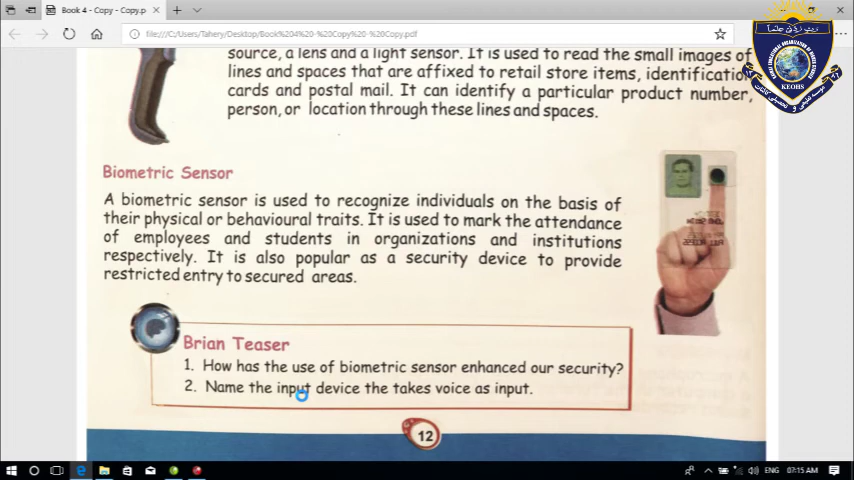 Book 4 - Copy - Copy.p
file:///C:/Users/Tahery/Desktop/Book%204%20-%20Copy%20-%20Copy.pdf
source, a lens and a light sensor. It is used to read the small images of
lines and spaces that are affixed to retail store items, identification
cards and postal mail. It can identify a particular product number,
person, or location through these lines and spaces.
Biometric Sensor
A biometric sensor is used to recognize individuals on the basis of
their physical or behavioural traits. It is used to mark the attendance
of employees and students in organizations and institutions
respectively. It is also popular as a security device to provide
restricted entry to secured areas.
Brian Teaser
1. How has the use of biometric sensor enhanced our security?
2. Name the input device the takes voice as input.
12
KEOHS
ENG 07:15 AM